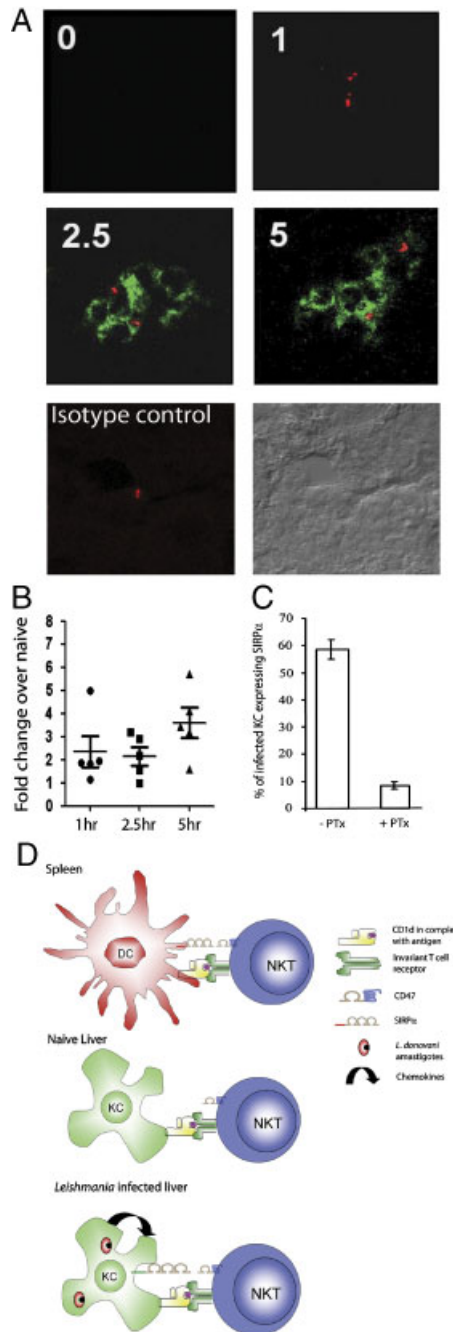 A
0
1
2.5
5
Isotype control
B
Fold change over naive
8
7
6
5
4
3
2
1
0
1hr
2.5hr
5hr
C
% of infected KC expressing SIRPα
70
60
50
40
30
20
10
0
- PTx
+ PTx
D
Spleen
DC
NKT
CD1d in comple
with antigen
Invariant T cell
receptor
CD47
SIRPα
L. donovani
amastigotes
Chemokines
Naive Liver
KC
NKT
Leishmania infected liver
KC
NKT